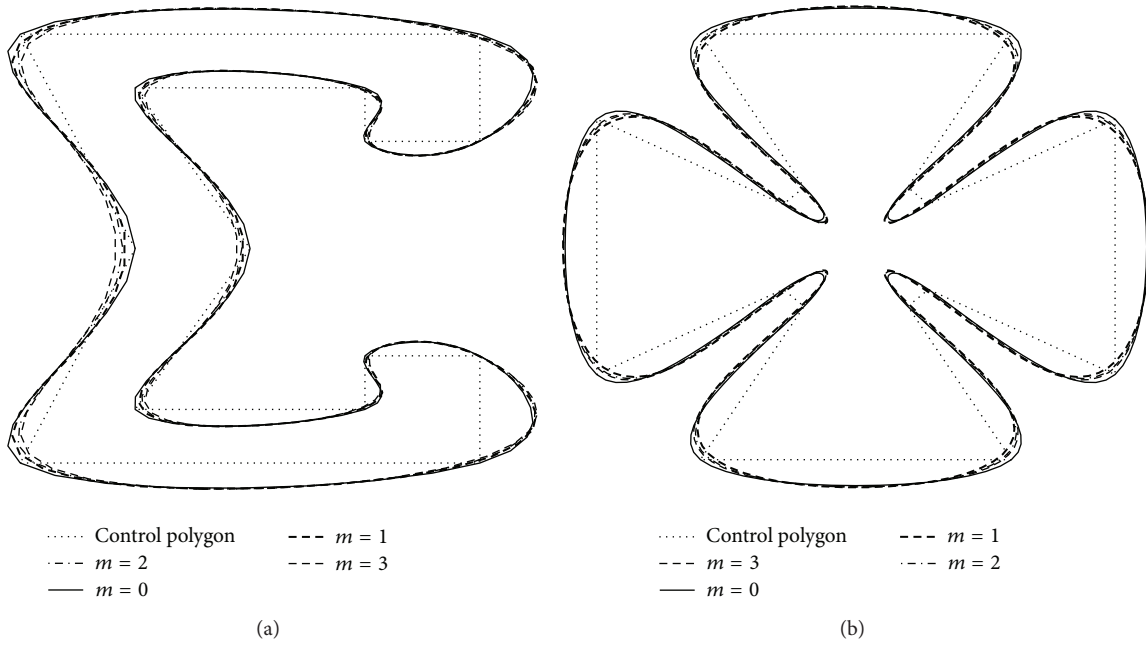 Control polygon
m = 1
m = 2
m = 3
m = 0
(a)
Control polygon
m = 1
m = 3
m = 2
m = 0
(b)